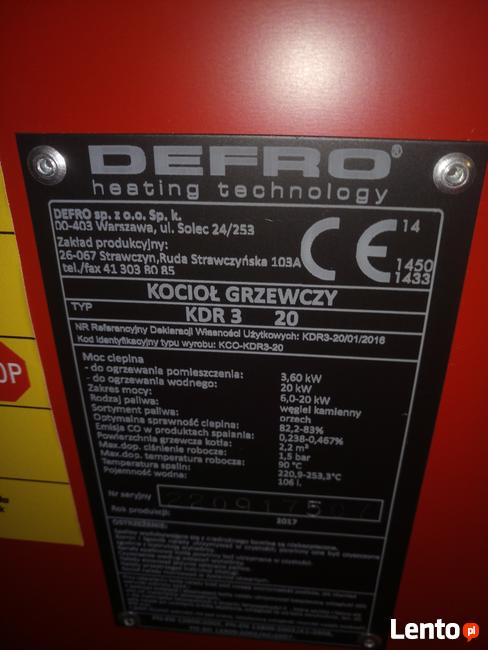 DEFRO®
heating technology
DEFRO sp. z o.o. Sp. k.
00-403 Warszawa, ul. Solec 24/253
Zakład produkcyjny:
26-067 Strawczyn,Ruda Strawczyńska 103A
tel./fax 41 303 80 85
CE 14
1450
1433
KOCIOŁ GRZEWCZY
TYP KDR 3 20
NR Referencyjny Deklaracji Własności Użytkowych: KDR3-20/01/2016
Kod identyfikacyjny typu wyrobu: KCO-KDR3-20
Moc cieplna
- do ogrzewania pomieszczenia: 3,60 kW
- do ogrzewania wodnego: 20 kW
Zakres mocy: 6,0-20 kW
Rodzaj paliwa: węgiel kamienny
Sortyment paliwa: orzech
Optymalna sprawność cieplna: 82,2-83%
Emisja CO w produktach spalania: 0,238-0,467%
Powierzchnia grzewcza kotła: 2,2 m²
Max.dop. ciśnienie robocze: 1,5 bar
Max.dop. temperatura robocza: 90 °C
Temperatura spalin: 220,9-253,3°C
Pojemność wodna: 106 l.
Nr seryjny 220917507
Rok produkcji: 2017
OSTRZEŻENIE:
OP
Lento.pl